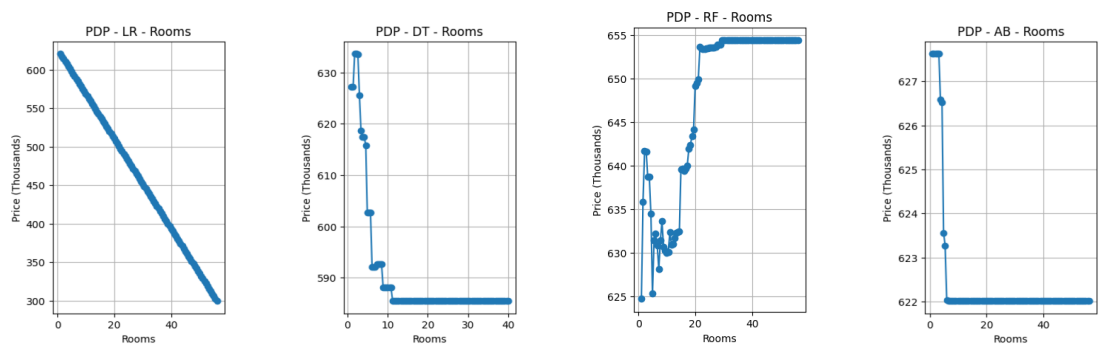 PDP - LR - Rooms
Price (Thousands)
600
550
500
450
400
350
300
0 20 40
Rooms
PDP - DT - Rooms
Price (Thousands)
630
620
610
600
590
0 10 20 30 40
Rooms
PDP - RF - Rooms
Price (Thousands)
655
650
645
640
635
630
625
0 20 40
Rooms
PDP - AB - Rooms
Price (Thousands)
627
626
625
624
623
622
0 20 40
Rooms